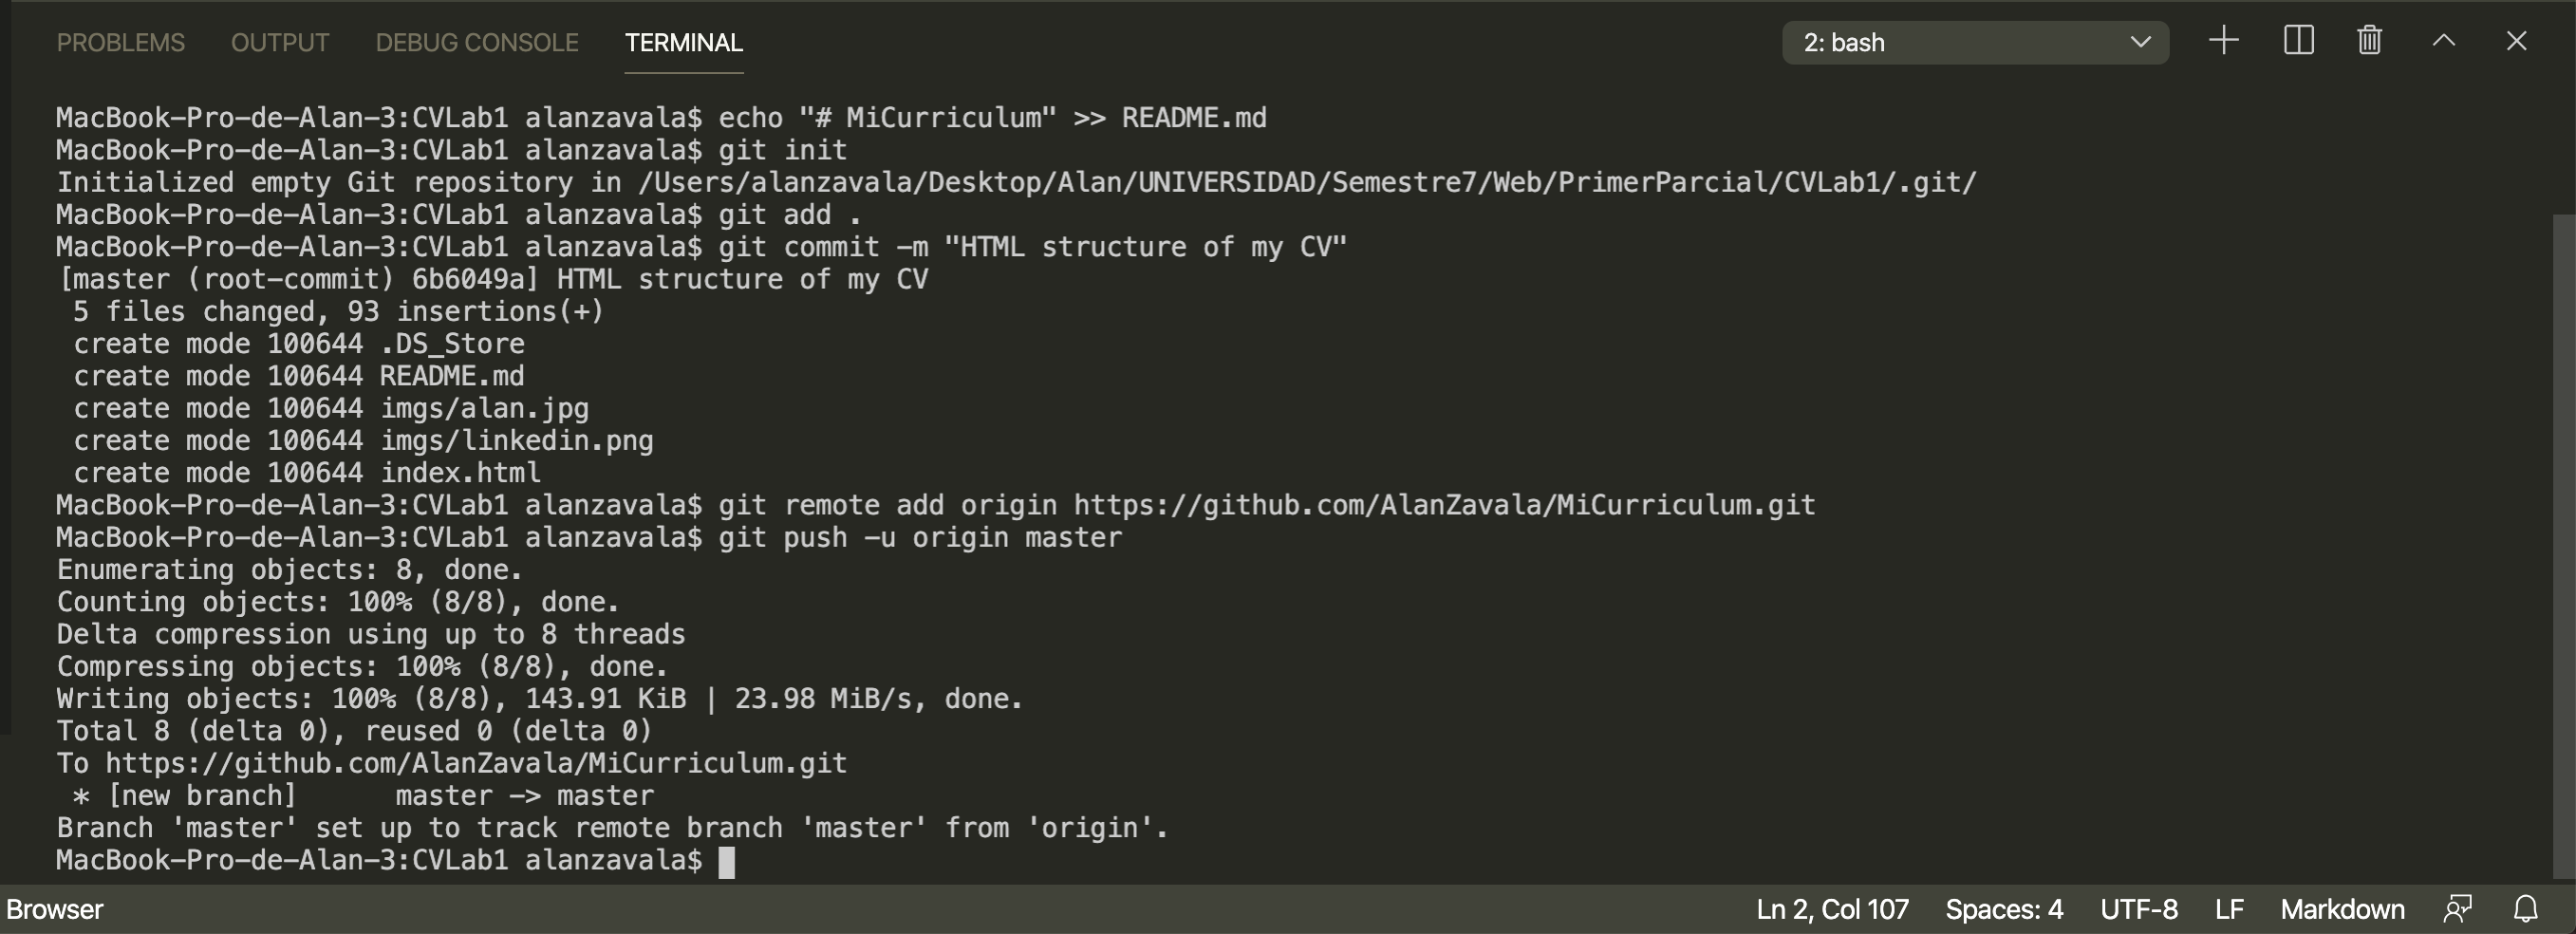 PROBLEMS OUTPUT DEBUG CONSOLE TERMINAL 2: bash
MacBook-Pro-de-Alan-3:CVLab1 alanzavala$ echo "# MiCurriculum" >> README.md
MacBook-Pro-de-Alan-3:CVLab1 alanzavala$ git init
Initialized empty Git repository in /Users/alanzavala/Desktop/Alan/UNIVERSIDAD/Semestre7/Web/PrimerParcial/CVLab1/.git/
MacBook-Pro-de-Alan-3:CVLab1 alanzavala$ git add .
MacBook-Pro-de-Alan-3:CVLab1 alanzavala$ git commit -m "HTML structure of my CV"
[master (root-commit) 6b6049a] HTML structure of my CV
 5 files changed, 93 insertions(+)
 create mode 100644 .DS_Store
 create mode 100644 README.md
 create mode 100644 imgs/alan.jpg
 create mode 100644 imgs/linkedin.png
 create mode 100644 index.html
MacBook-Pro-de-Alan-3:CVLab1 alanzavala$ git remote add origin https://github.com/AlanZavala/MiCurriculum.git
MacBook-Pro-de-Alan-3:CVLab1 alanzavala$ git push -u origin master
Enumerating objects: 8, done.
Counting objects: 100% (8/8), done.
Delta compression using up to 8 threads
Compressing objects: 100% (8/8), done.
Writing objects: 100% (8/8), 143.91 KiB | 23.98 MiB/s, done.
Total 8 (delta 0), reused 0 (delta 0)
To https://github.com/AlanZavala/MiCurriculum.git
 * [new branch]      master -> master
Branch 'master' set up to track remote branch 'master' from 'origin'.
MacBook-Pro-de-Alan-3:CVLab1 alanzavala$
Browser Ln 2, Col 107 Spaces: 4 UTF-8 LF Markdown